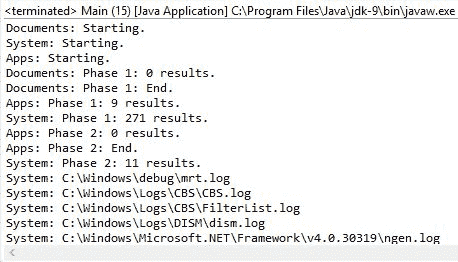 <terminated> Main (15) [Java Application] C:\Program Files\Java\jdk-9\bin\javaw.exe
Documents: Starting.
System: Starting.
Apps: Starting.
Documents: Phase 1: 0 results.
Documents: Phase 1: End.
Apps: Phase 1: 9 results.
System: Phase 1: 271 results.
Apps: Phase 2: 0 results.
Apps: Phase 2: End.
System: Phase 2: 11 results.
System: C:\Windows\debug\mrt.log
System: C:\Windows\Logs\CBS\CBS.log
System: C:\Windows\Logs\CBS\FilterList.log
System: C:\Windows\Logs\DISM\dism.log
System: C:\Windows\Microsoft.NET\Framework\v4.0.30319\ngen.log